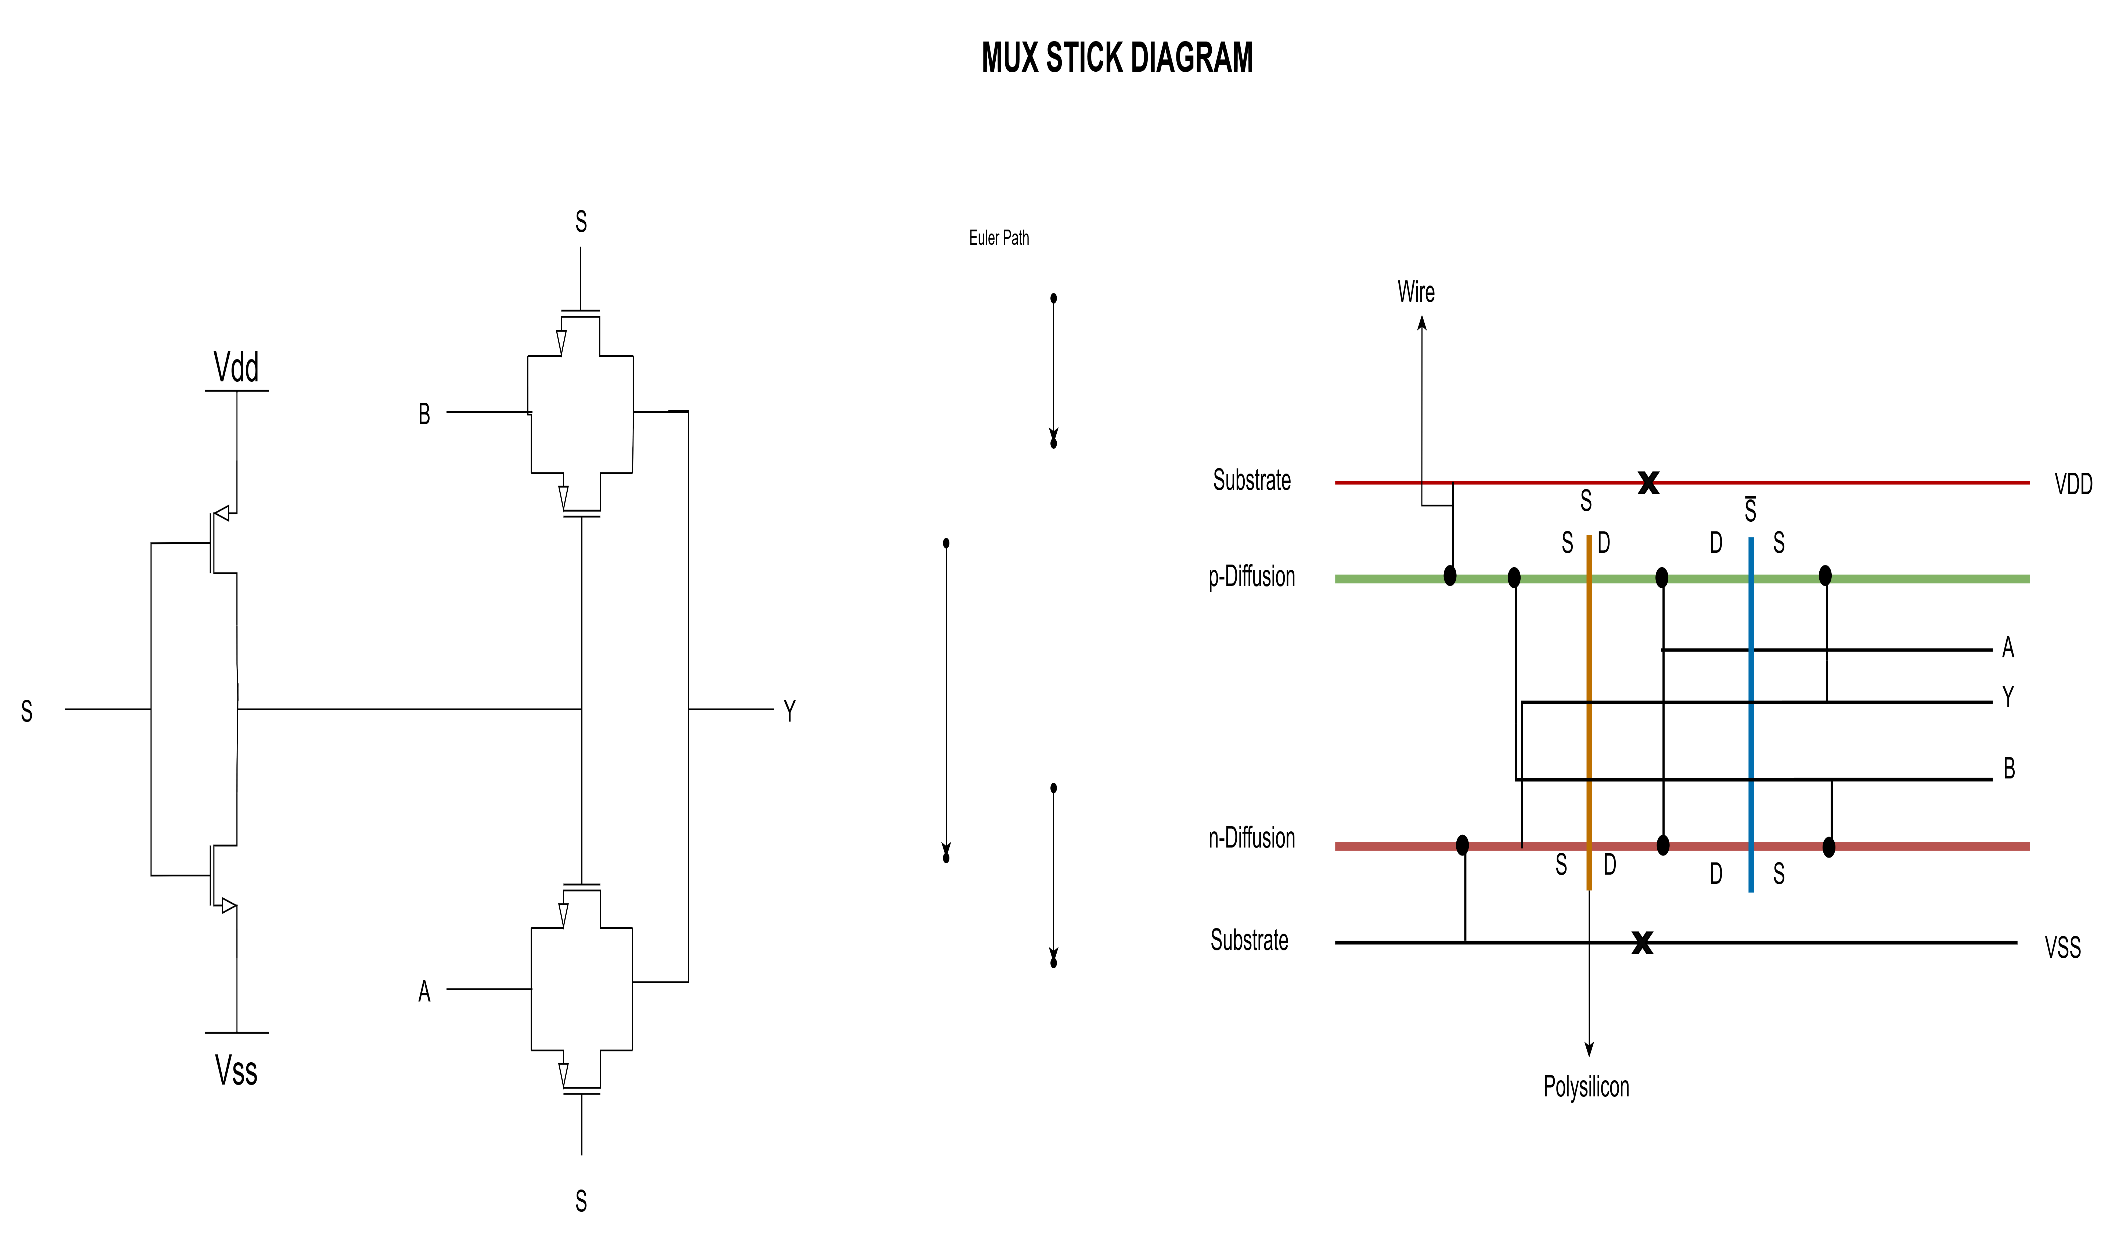 MUX STICK DIAGRAM
S
Euler Path
Wire
Vdd
B
Substrate
VDD
S
S̅
S D
D S
p-Diffusion
A
Y
S
Y
B
n-Diffusion
S D
D S
Substrate
VSS
A
Vss
Polysilicon
S